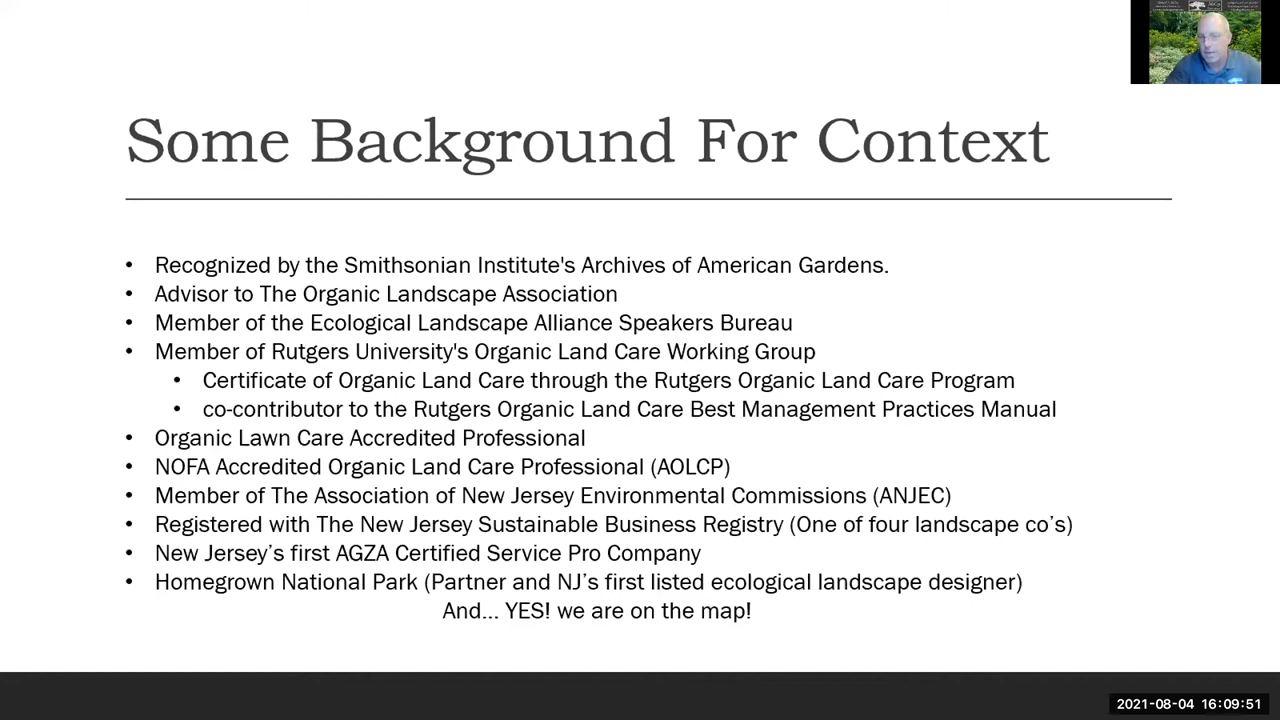 Some Background For Context
• Recognized by the Smithsonian Institute's Archives of American Gardens.
• Advisor to The Organic Landscape Association
• Member of the Ecological Landscape Alliance Speakers Bureau
• Member of Rutgers University's Organic Land Care Working Group
• Certificate of Organic Land Care through the Rutgers Organic Land Care Program
• co-contributor to the Rutgers Organic Land Care Best Management Practices Manual
• Organic Lawn Care Accredited Professional
• NOFA Accredited Organic Land Care Professional (AOLCP)
• Member of The Association of New Jersey Environmental Commissions (ANJEC)
• Registered with The New Jersey Sustainable Business Registry (One of four landscape co’s)
• New Jersey’s first AGZA Certified Service Pro Company
• Homegrown National Park (Partner and NJ’s first listed ecological landscape designer)
And... YES! we are on the map!
2021-08-04 16:09:51